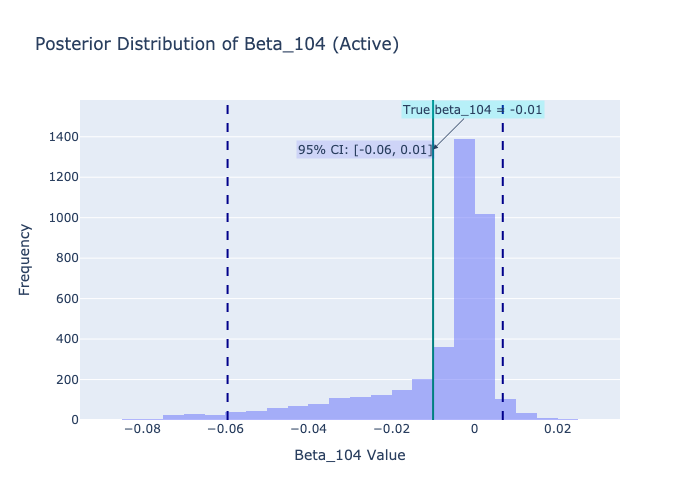 Posterior Distribution of Beta_104 (Active)
True beta_104 = -0.01
95% CI: [-0.06, 0.01]
1400
1200
1000
800
600
400
200
0
Frequency
−0.08
−0.06
−0.04
−0.02
0
0.02
Beta_104 Value